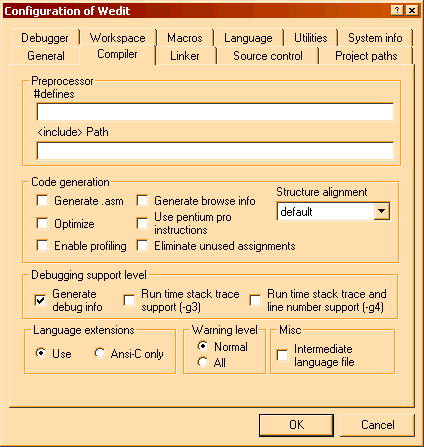 Configuration of Wedit
Debugger Workspace Macros Language Utilities System info
General Compiler Linker Source control Project paths
Preprocessor
#defines
<include> Path
Code generation
Structure alignment
Generate .asm Generate browse info
default
Optimize Use pentium pro
instructions
Enable profiling Eliminate unused assignments
Debugging support level
Generate
debug info
Run time stack trace
support (-g3)
Run time stack trace and
line number support (-g4)
Language extensions
Use Ansi-C only
Warning level
Normal
All
Misc
Intermediate
language file
OK Cancel